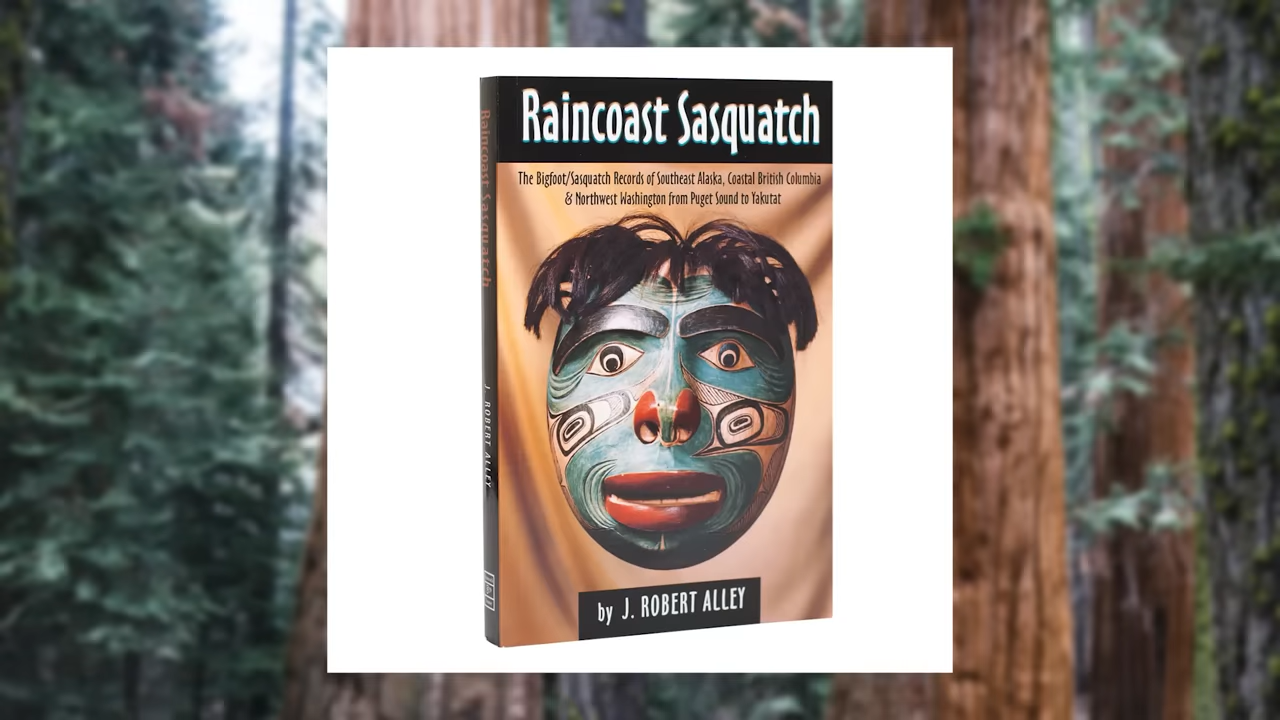 Raincoast Sasquatch
The Bigfoot/Sasquatch Records of Southeast Alaska, Coastal British Columbia
& Northwest Washington from Puget Sound to Yakutat
by J. ROBERT ALLEY
Raincoast Sasquatch
J. ROBERT ALLEY